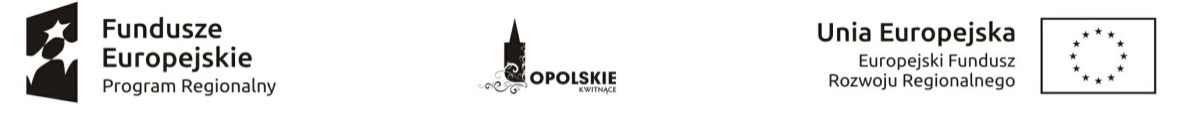 Fundusze
Europejskie
Program Regionalny
OPOLSKIE
KWITNĄCE
Unia Europejska
Europejski Fundusz
Rozwoju Regionalnego